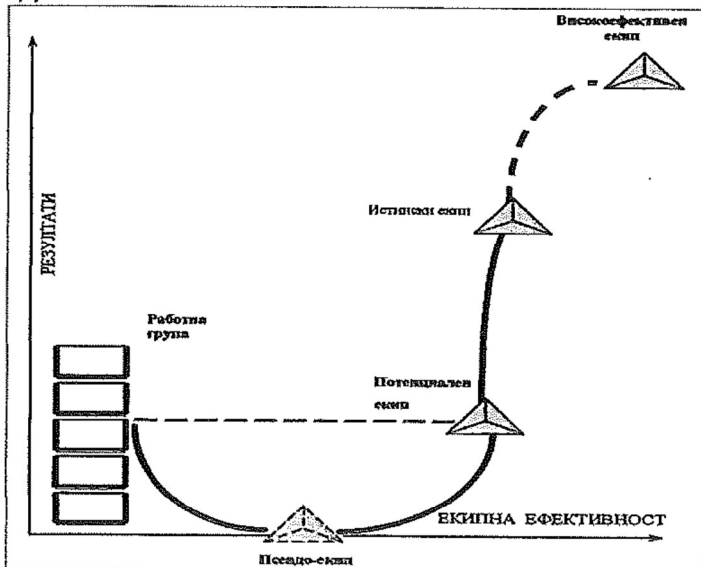 Високоефективен
екип
Истински екип
РЕЗУЛТАТИ
Работна
група
Потенциален
екип
ЕКИПНА ЕФЕКТИВНОСТ
Псевдо-екип